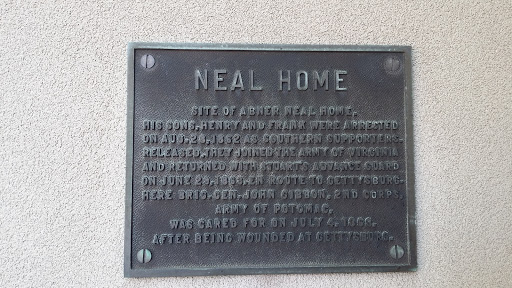 NEAL HOME
SITE OF ABNER NEAL HOME.
HIS SONS, HENRY AND FRANK WERE ARRESTED
ON AUG. 26, 1862 AS SOUTHERN SUPPORTERS.
RELEASED, THEY JOINED THE ARMY OF VIRGINIA
AND RETURNED WITH STUART'S ADVANCE GUARD
ON JUNE 29, 1863, EN ROUTE TO GETTYSBURG.
HERE BRIG. GEN. JOHN GIBBON, 2ND CORPS,
ARMY OF POTOMAC,
WAS CARED FOR ON JULY 4, 1863,
AFTER BEING WOUNDED AT GETTYSBURG.